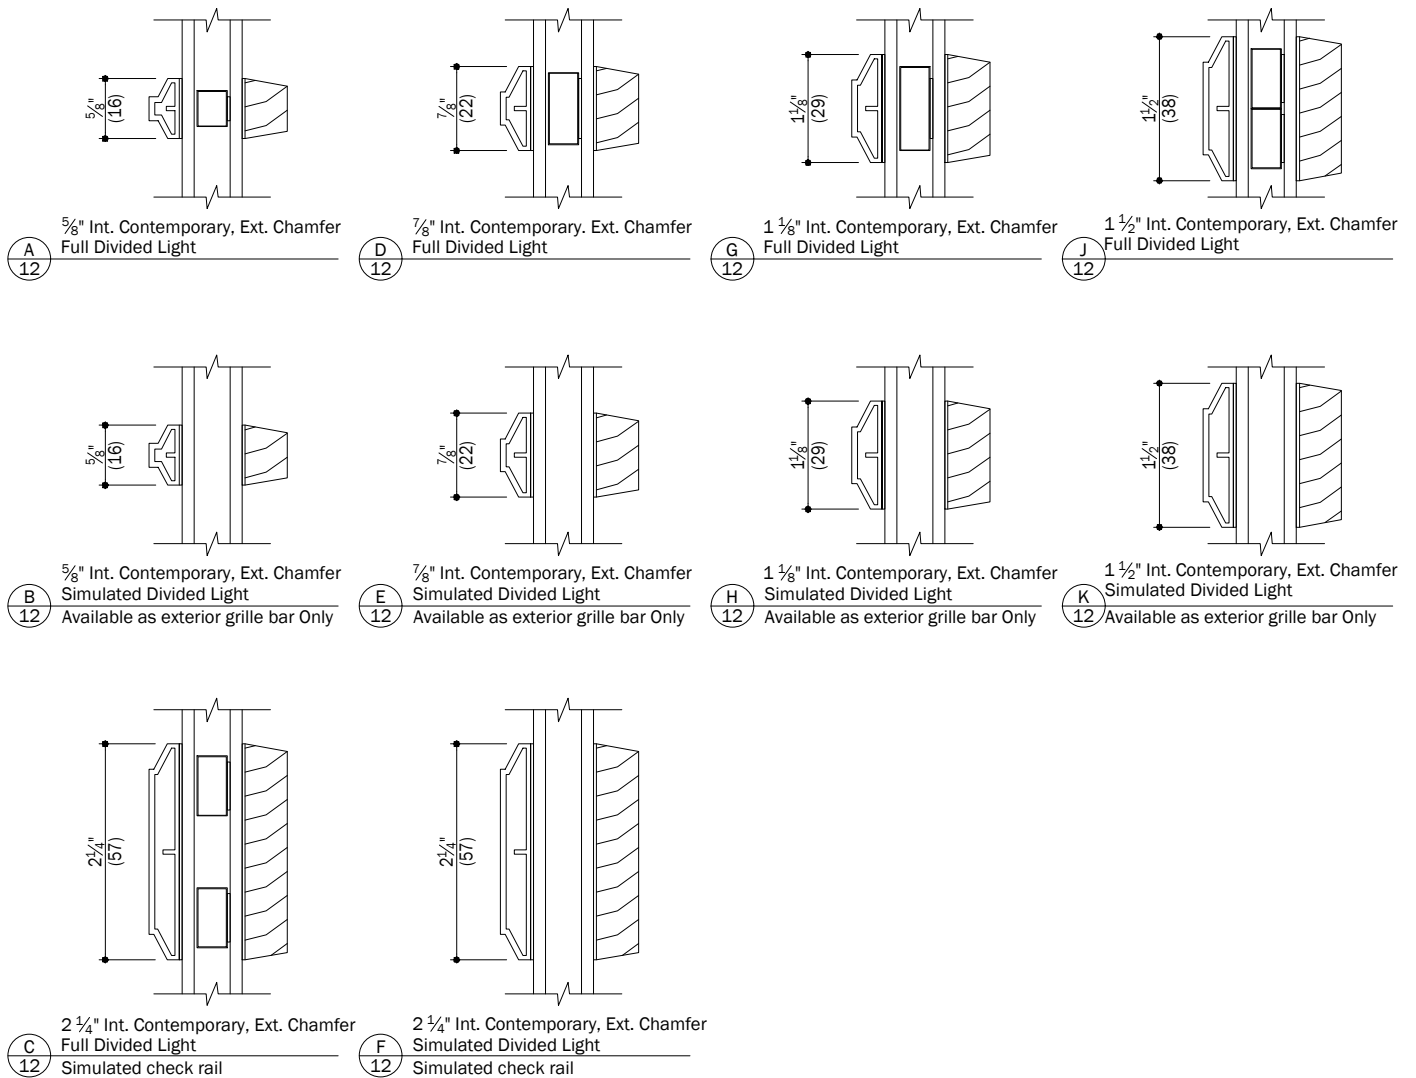 5/8"
(16)
5/8" Int. Contemporary, Ext. Chamfer
Full Divided Light
A
12
7/8"
(22)
7/8" Int. Contemporary. Ext. Chamfer
Full Divided Light
D
12
1 1/8"
(29)
1 1/8" Int. Contemporary, Ext. Chamfer
Full Divided Light
G
12
1 1/2"
(38)
1 1/2" Int. Contemporary, Ext. Chamfer
Full Divided Light
J
12
5/8"
(16)
5/8" Int. Contemporary, Ext. Chamfer
Simulated Divided Light
B
12
Available as exterior grille bar Only
7/8"
(22)
7/8" Int. Contemporary, Ext. Chamfer
Simulated Divided Light
E
12
Available as exterior grille bar Only
1 1/8"
(29)
1 1/8" Int. Contemporary, Ext. Chamfer
Simulated Divided Light
H
12
Available as exterior grille bar Only
1 1/2"
(38)
1 1/2" Int. Contemporary, Ext. Chamfer
Simulated Divided Light
K
12
Available as exterior grille bar Only
2 1/4"
(57)
2 1/4" Int. Contemporary, Ext. Chamfer
Full Divided Light
C
12
Simulated check rail
2 1/4"
(57)
2 1/4" Int. Contemporary, Ext. Chamfer
Simulated Divided Light
F
12
Simulated check rail